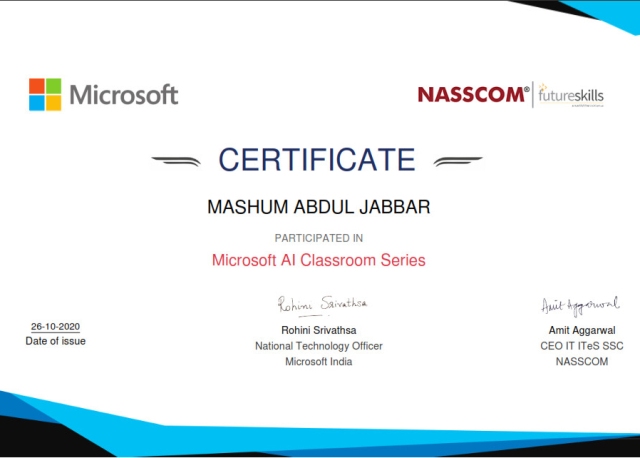 Microsoft
NASSCOM® futureskills
CERTIFICATE
MASHUM ABDUL JABBAR
PARTICIPATED IN
Microsoft AI Classroom Series
Rohini Srivathsa
Amit Aggarwal
26-10-2020
Date of issue
Rohini Srivathsa
National Technology Officer
Microsoft India
Amit Aggarwal
CEO IT ITeS SSC
NASSCOM